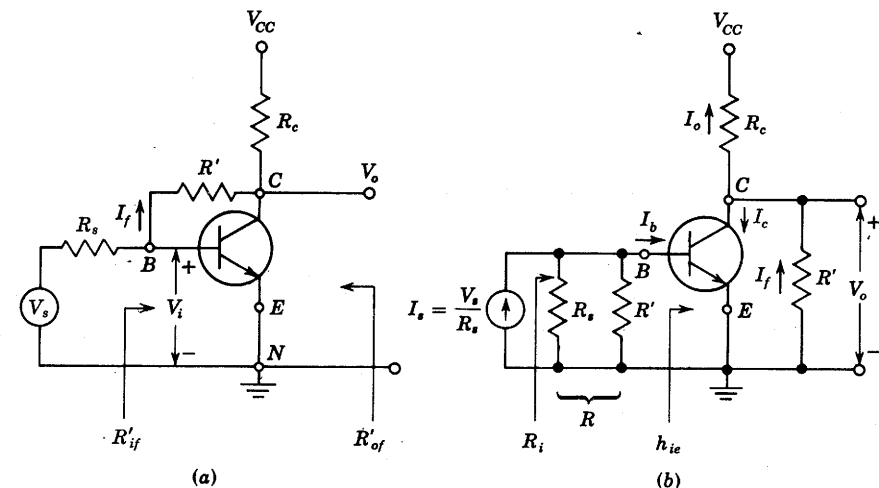 V_CC
R_c
R'
C
V_o
I_f
R_s
B
+
V_s
V_i
E
−
N
R'_if
R'_of
(a)
V_CC
I_o
R_c
C
I_b
I_c
+
B
I_f
R'
V_o
I_s = V_s/R_s
R_s
R'
E
−
R
R_i
h_ie
(b)